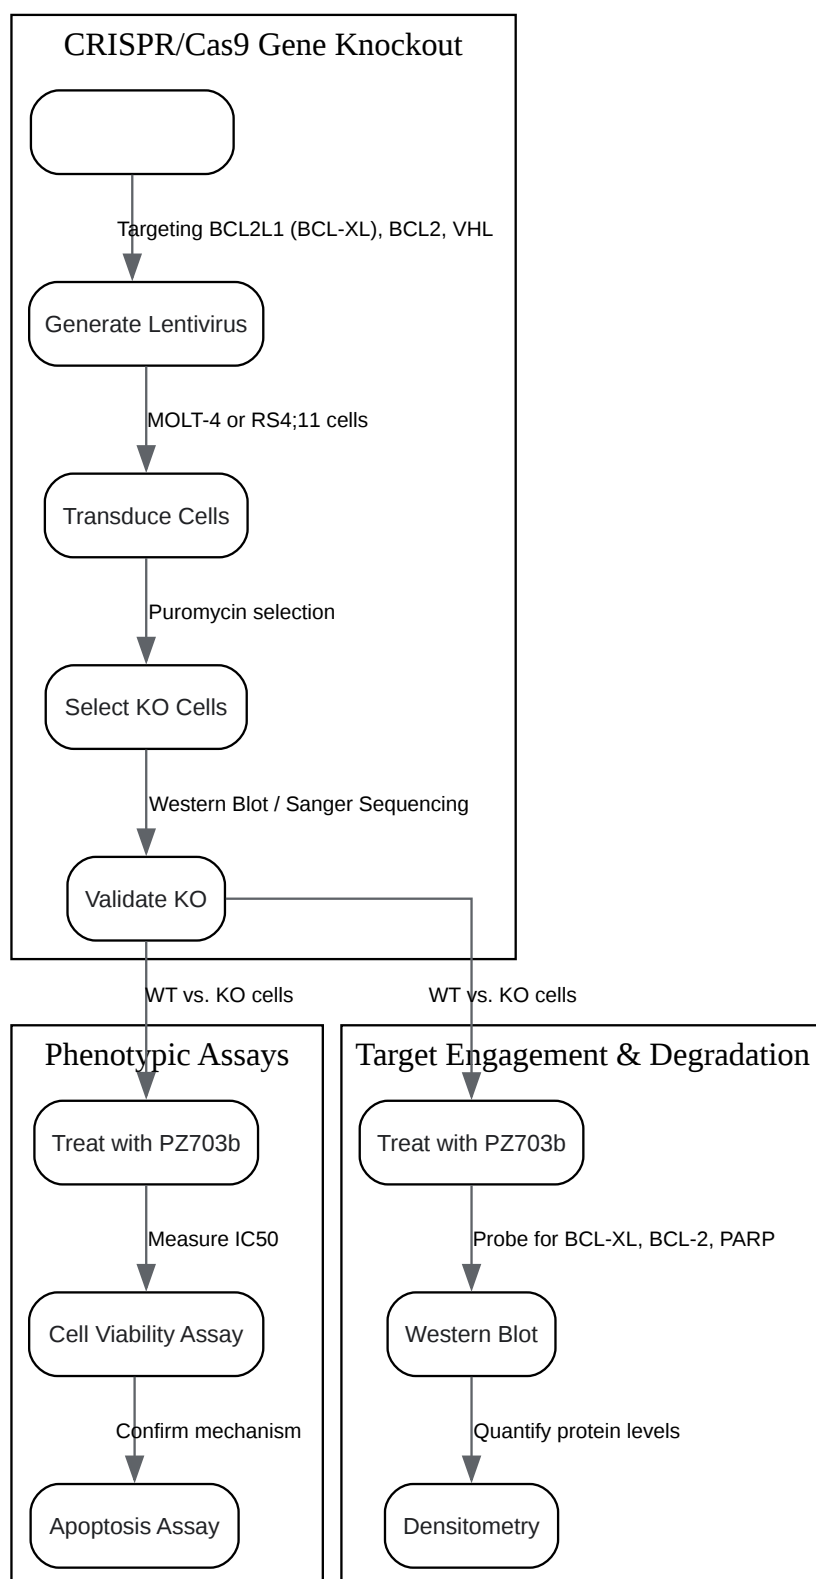 CRISPR/Cas9 Gene Knockout
Targeting BCL2L1 (BCL-XL), BCL2, VHL
Generate Lentivirus
MOLT-4 or RS4;11 cells
Transduce Cells
Puromycin selection
Select KO Cells
Western Blot / Sanger Sequencing
Validate KO
WT vs. KO cells
WT vs. KO cells
Phenotypic Assays
Treat with PZ703b
Measure IC50
Cell Viability Assay
Confirm mechanism
Apoptosis Assay
Target Engagement & Degradation
Treat with PZ703b
Probe for BCL-XL, BCL-2, PARP
Western Blot
Quantify protein levels
Densitometry